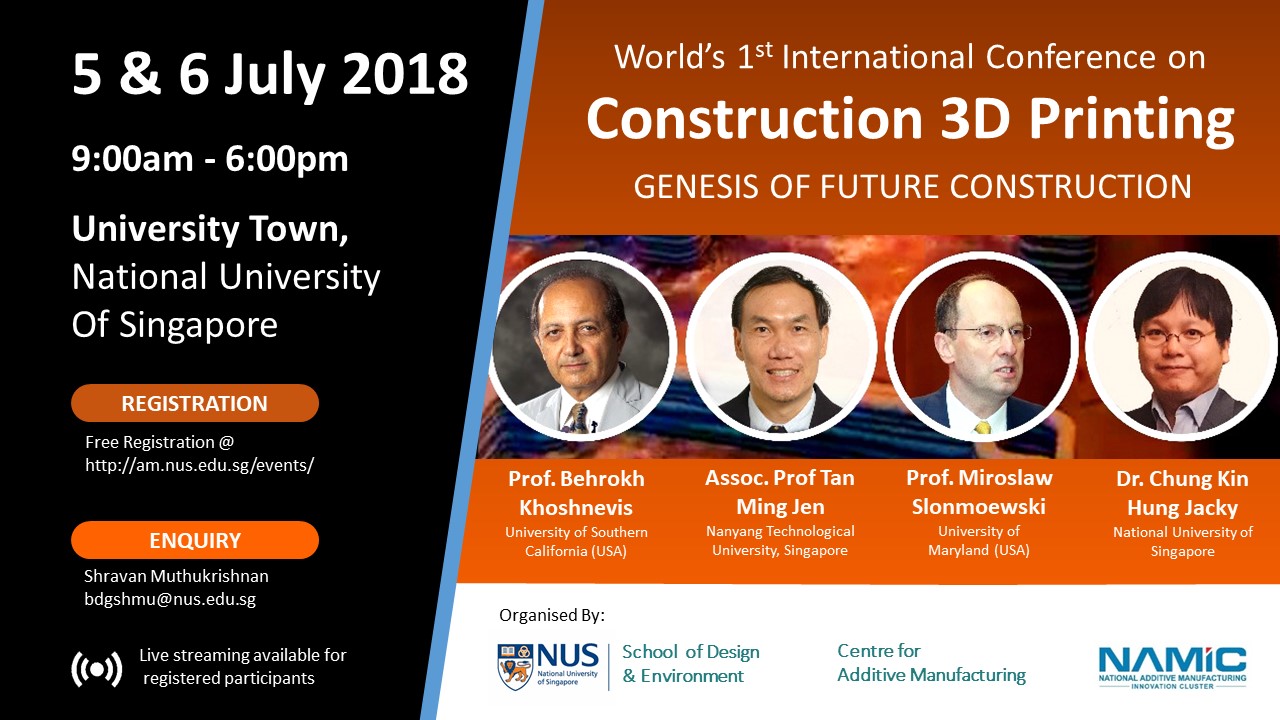 5 & 6 July 2018
9:00am - 6:00pm
University Town,
National University
Of Singapore
REGISTRATION
Free Registration @
http://am.nus.edu.sg/events/
ENQUIRY
Shravan Muthukrishnan
bdgshmu@nus.edu.sg
Live streaming available for
registered participants
World’s 1st International Conference on
Construction 3D Printing
GENESIS OF FUTURE CONSTRUCTION
Prof. Behrokh
Khoshnevis
University of Southern
California (USA)
Assoc. Prof Tan
Ming Jen
Nanyang Technological
University, Singapore
Prof. Miroslaw
Slonmoewski
University of
Maryland (USA)
Dr. Chung Kin
Hung Jacky
National University of
Singapore
Organised By:
NUS
National University
of Singapore
School of Design
& Environment
Centre for
Additive Manufacturing
NAMIC
NATIONAL ADDITIVE MANUFACTURING
INNOVATION CLUSTER